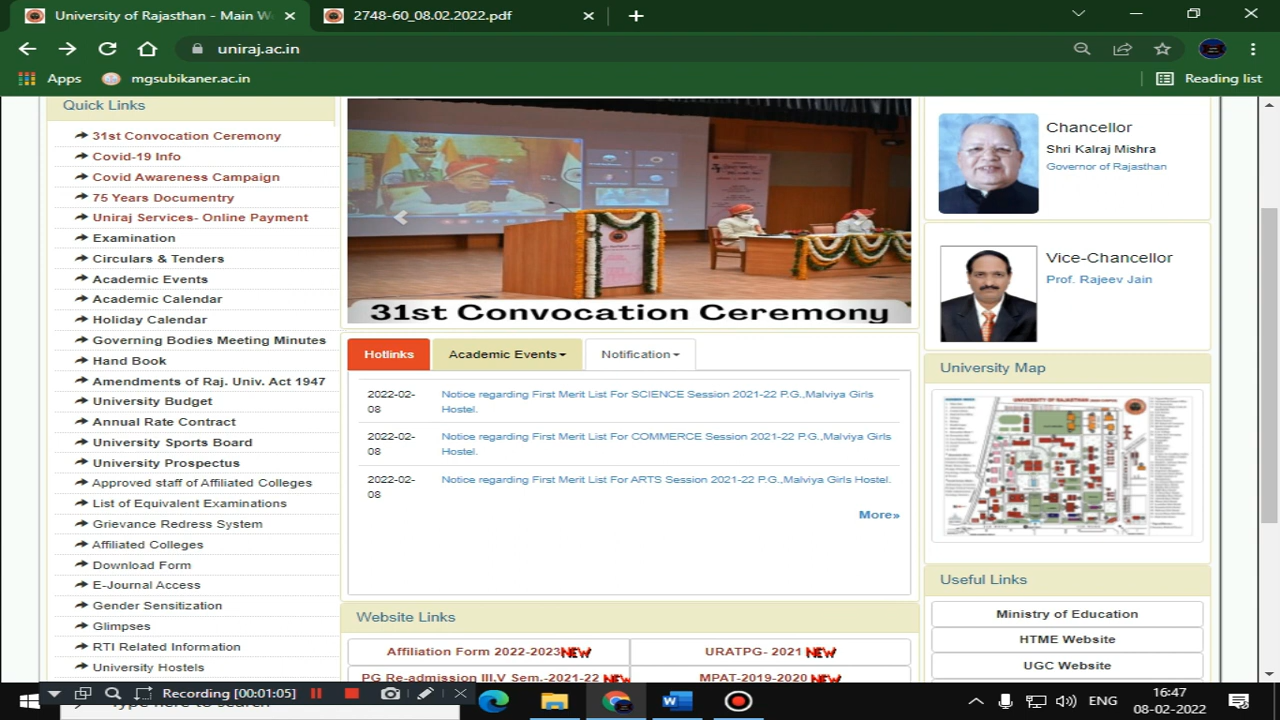 University of Rajasthan - Main W
2748-60_08.02.2022.pdf
uniraj.ac.in
Apps
mgsubikaner.ac.in
Reading list
Quick Links
31st Convocation Ceremony
Covid-19 Info
Covid Awareness Campaign
75 Years Documentry
Uniraj Services- Online Payment
Examination
Circulars & Tenders
Academic Events
Academic Calendar
Holiday Calendar
Governing Bodies Meeting Minutes
Hand Book
Amendments of Raj. Univ. Act 1947
University Budget
Annual Rate Contract
University Sports Board
University Prospectus
Approved staff of Affiliated Colleges
List of Equivalent Examinations
Grievance Redress System
Affiliated Colleges
Download Form
E-Journal Access
Gender Sensitization
Glimpses
RTI Related Information
University Hostels
31st Convocation Ceremony
Hotlinks
Academic Events
Notification
2022-02-08
Notice regarding First Merit List For SCIENCE Session 2021-22 P.G.,Malviya Girls
Hostel.
2022-02-08
Notice regarding First Merit List For COMMERCE Session 2021-22 P.G.,Malviya Girls
Hostel.
2022-02-08
Notice regarding First Merit List For ARTS Session 2021-22 P.G.,Malviya Girls Hostel.
More»
Website Links
Affiliation Form 2022-2023 NEW
URATPG- 2021 NEW
PG Re-admission III,V Sem.-2021-22 NEW
MPAT-2019-2020 NEW
Chancellor
Shri Kalraj Mishra
Governor of Rajasthan
Vice-Chancellor
Prof. Rajeev Jain
University Map
UNIVERSITY OF RAJASTHAN
Useful Links
Ministry of Education
HTME Website
UGC Website
Recording [00:01:05]
Type here to search
ENG
16:47
08-02-2022